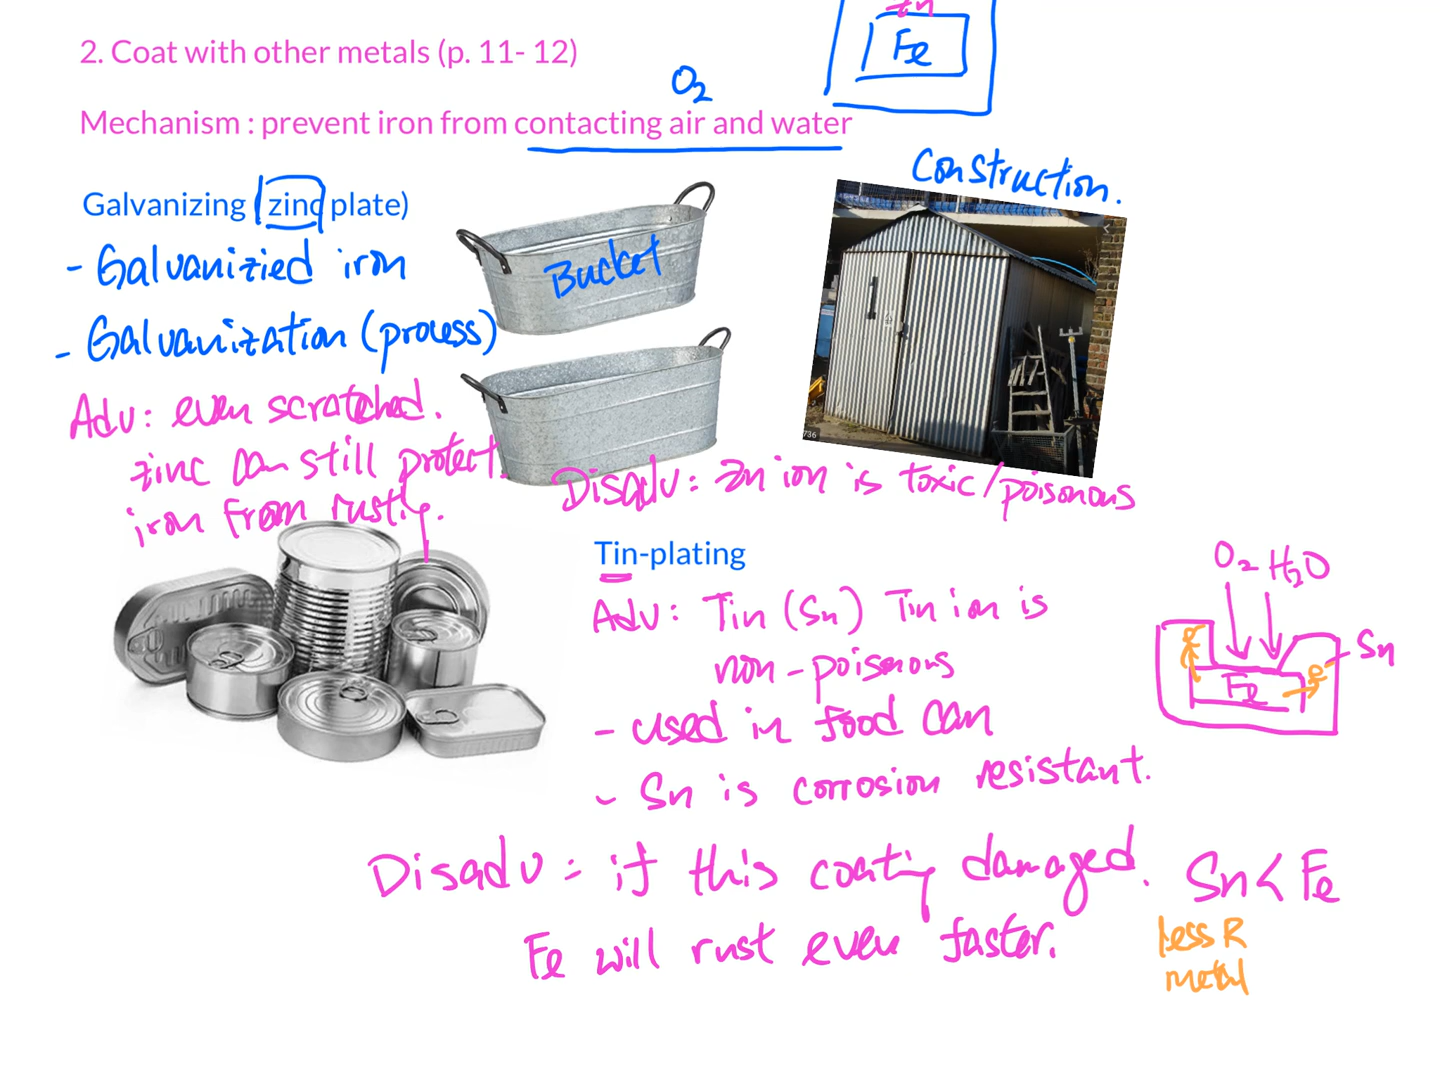 Zn
Fe
2. Coat with other metals (p. 11- 12)
O₂
Mechanism : prevent iron from contacting air and water
Construction.
Galvanizing (zinc plate)
- Galvanizied iron
Bucket
- Galvanization (process)
Adv: even scratched.
zinc can still protect.
iron from rustig.
736
Disadv: Zn ion is toxic/poisonous
Tin-plating
O₂ H₂O
Adv: Tin (Sn) Tin ion is
non-poisonous
Sn
Fe
- used in food can
- Sn is corrosion resistant.
Disadv: if this coating damaged. Sn < Fe
Fe will rust even faster.
less R
metal